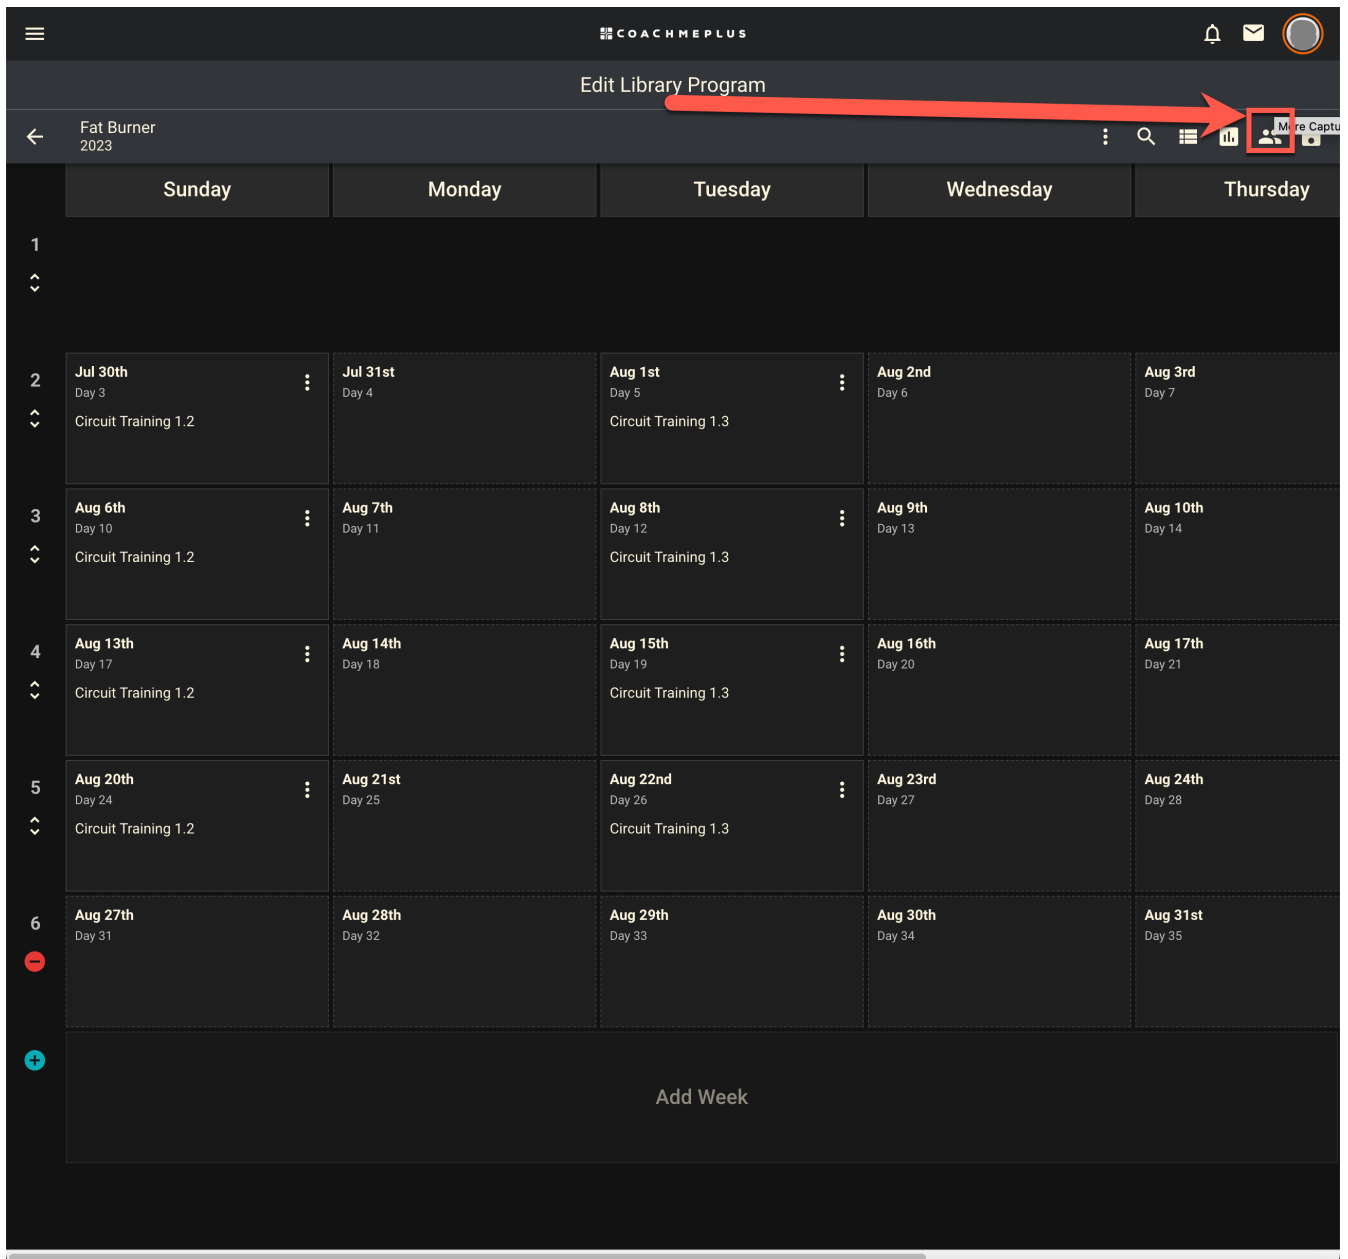 COACHMEPLUS
Edit Library Program
Fat Burner
2023
More Captu
Sunday Monday Tuesday Wednesday Thursday
1
2
Jul 30th Jul 31st Aug 1st Aug 2nd Aug 3rd
Day 3 Day 4 Day 5 Day 6 Day 7
Circuit Training 1.2 Circuit Training 1.3
3
Aug 6th Aug 7th Aug 8th Aug 9th Aug 10th
Day 10 Day 11 Day 12 Day 13 Day 14
Circuit Training 1.2 Circuit Training 1.3
4
Aug 13th Aug 14th Aug 15th Aug 16th Aug 17th
Day 17 Day 18 Day 19 Day 20 Day 21
Circuit Training 1.2 Circuit Training 1.3
5
Aug 20th Aug 21st Aug 22nd Aug 23rd Aug 24th
Day 24 Day 25 Day 26 Day 27 Day 28
Circuit Training 1.2 Circuit Training 1.3
6
Aug 27th Aug 28th Aug 29th Aug 30th Aug 31st
Day 31 Day 32 Day 33 Day 34 Day 35
Add Week